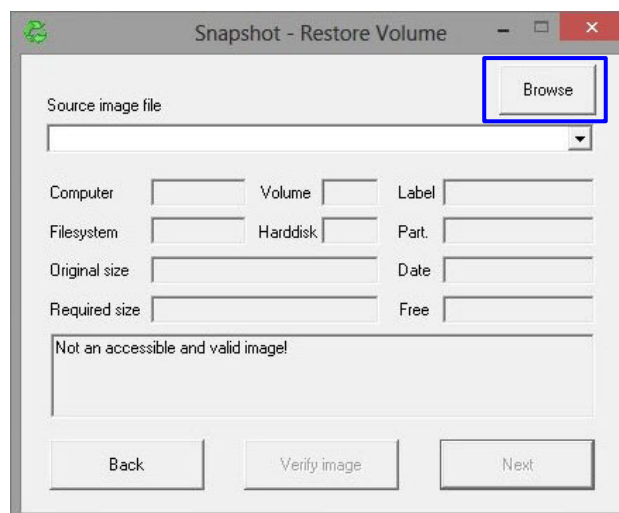 Snapshot - Restore Volume
Browse
Source image file
Computer Volume Label
Filesystem Harddisk Part.
Original size Date
Required size Free
Not an accessible and valid image!
Back Verify image Next